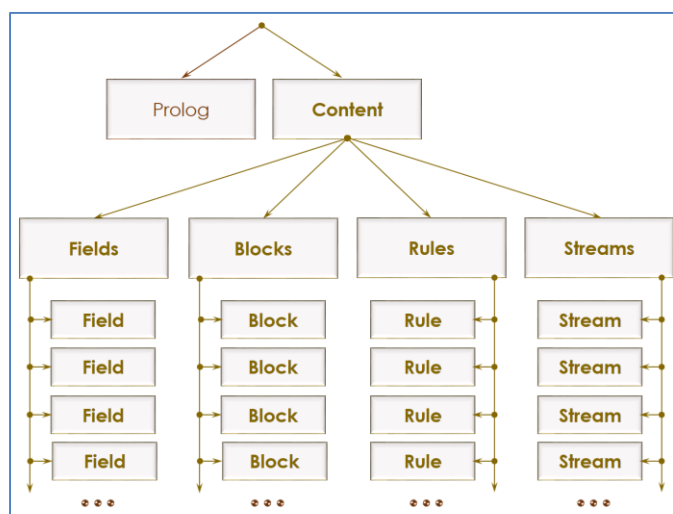 Prolog
Content
Fields
Blocks
Rules
Streams
Field
Block
Rule
Stream
Field
Block
Rule
Stream
Field
Block
Rule
Stream
Field
Block
Rule
Stream